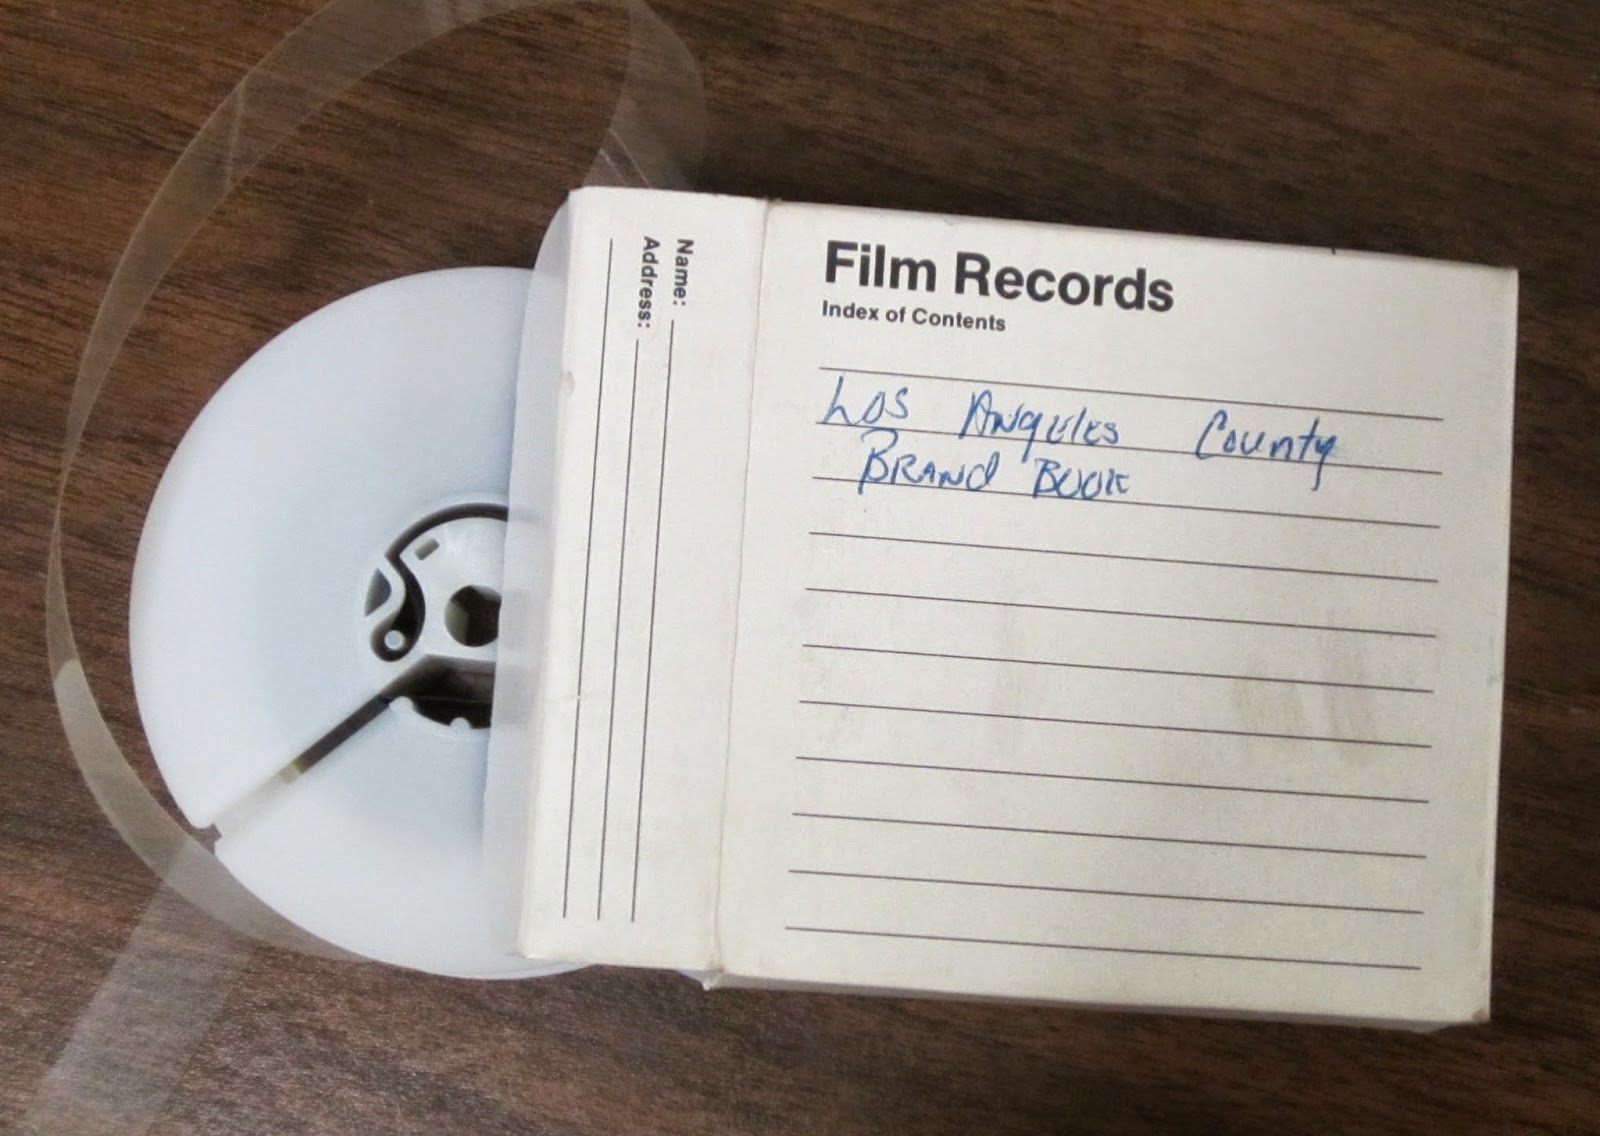 Name:
Address:
Film Records
Index of Contents
Los Angeles County
Brand Book